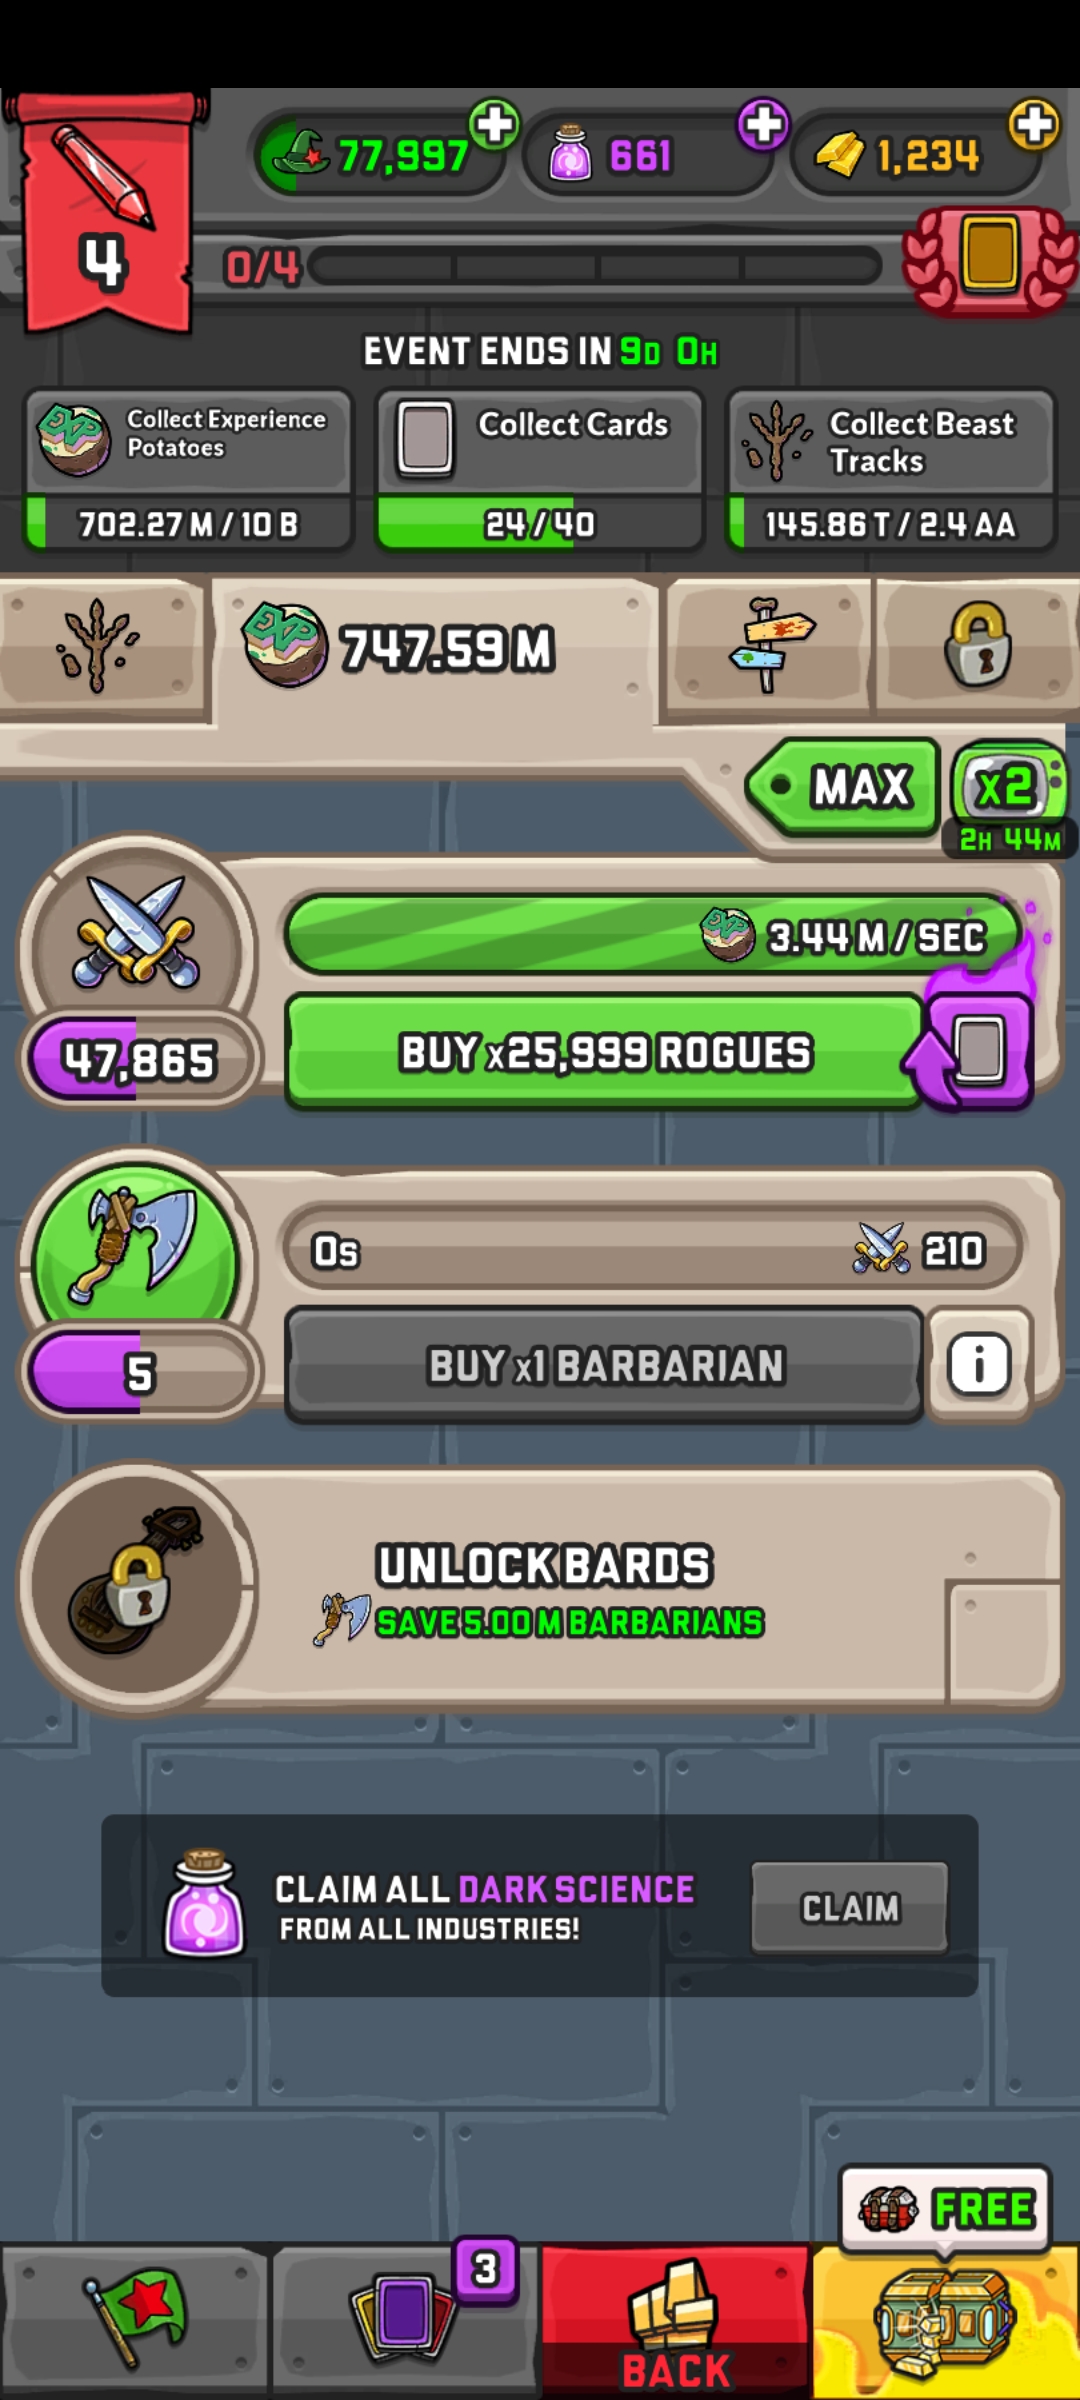 77,997
661
1,234
4
0/4
EVENT ENDS IN 9D 0H
Collect Experience
Potatoes
702.27 M / 10 B
Collect Cards
24 / 40
Collect Beast
Tracks
145.86 T / 2.4 AA
EXP
747.59 M
MAX
x2
2H 44M
3.44 M / SEC
BUY x25,999 ROGUES
47,865
0s
210
BUY x1 BARBARIAN
i
5
UNLOCK BARDS
SAVE 5.00 M BARBARIANS
CLAIM ALL DARK SCIENCE
FROM ALL INDUSTRIES!
CLAIM
FREE
3
BACK